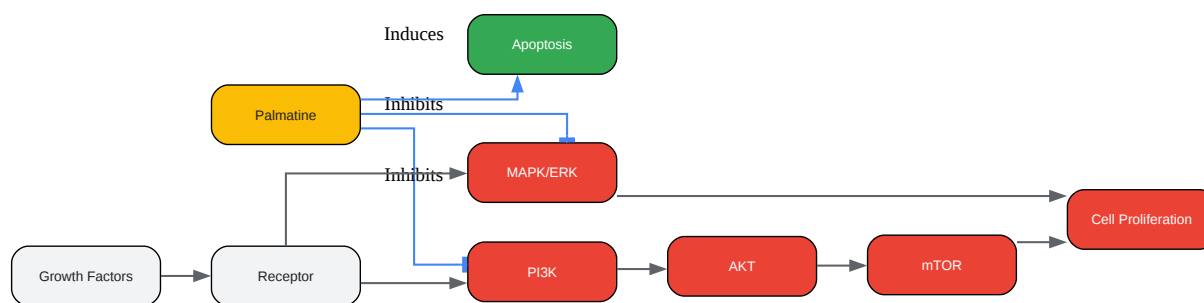 Induces
Apoptosis
Palmatine
Inhibits
MAPK/ERK
Inhibits
Cell Proliferation
Growth Factors
Receptor
PI3K
AKT
mTOR